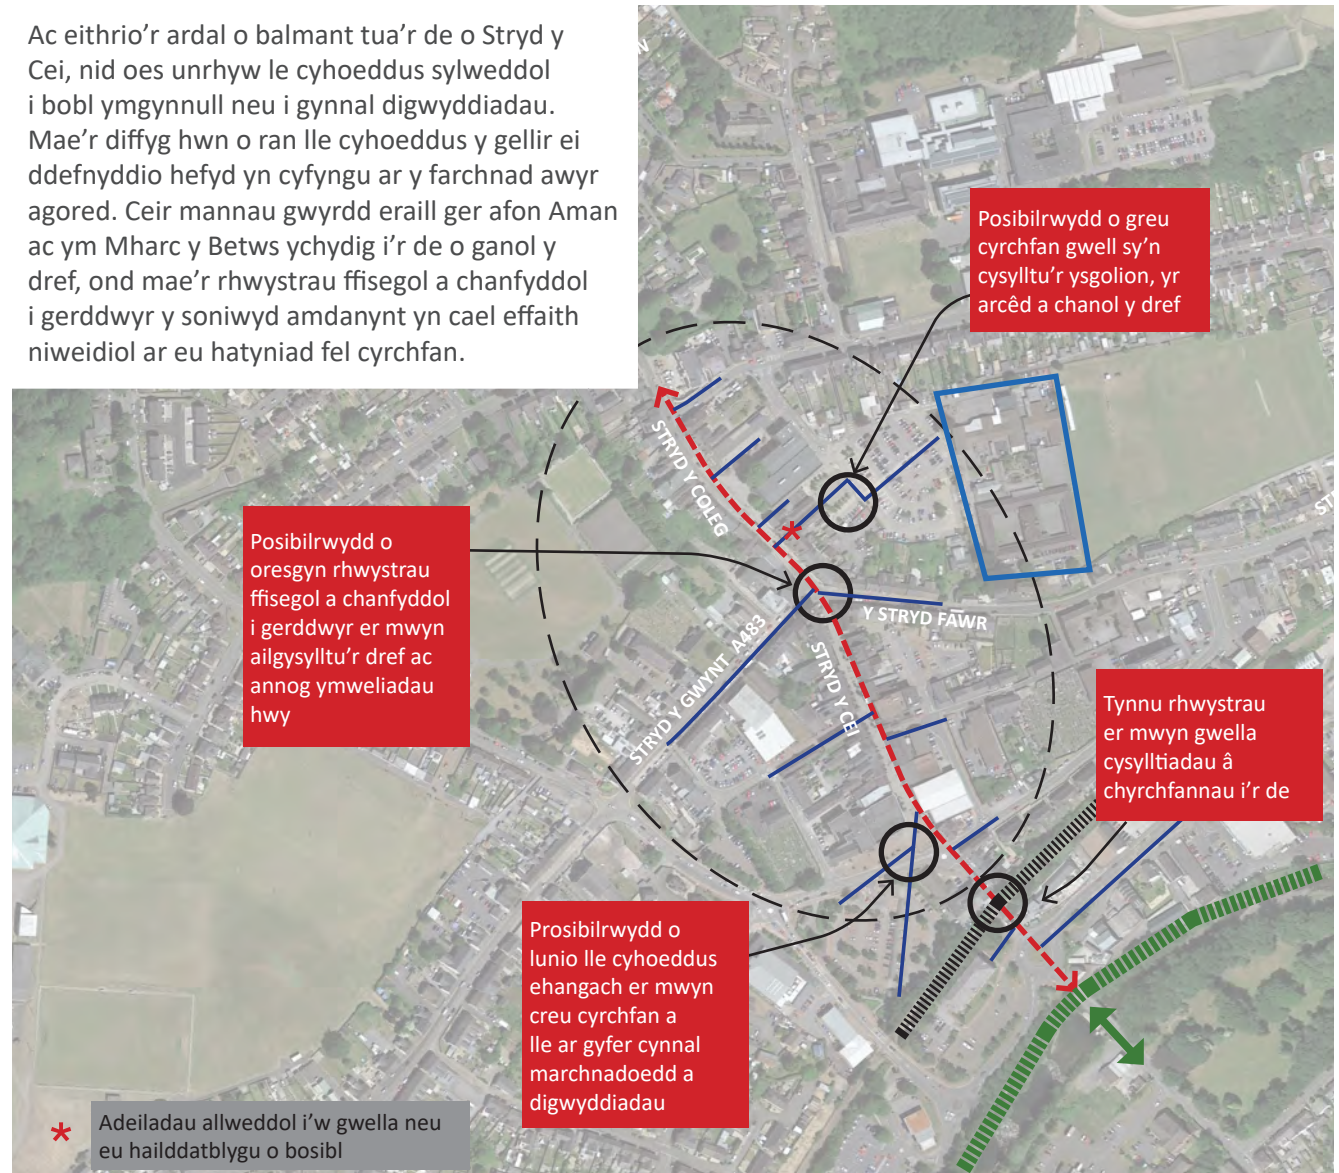 Ac eithrio'r ardal o balmant tua'r de o Stryd y
Cei, nid oes unrhyw le cyhoeddus sylweddol
i bobl ymgynnull neu i gynnal digwyddiadau.
Mae'r diffyg hwn o ran lle cyhoeddus y gellir ei
ddefnyddio hefyd yn cyfyngu ar y farchnad awyr
agored. Ceir mannau gwyrdd eraill ger afon Aman
ac ym Mharc y Betws ychydig i'r de o ganol y
dref, ond mae'r rhwystrau ffisegol a chanfyddol
i gerddwyr y soniwyd amdanynt yn cael effaith
niweidiol ar eu hatyniad fel cyrchfan.
Posibilrwydd o greu
cyrchfan gwell sy'n
cysylltu'r ysgolion, yr
arcêd a chanol y dref
STRYD Y COLEG
Posibilrwydd o
oresgyn rhwystrau
ffisegol a chanfyddol
i gerddwyr er mwyn
ailgysylltu'r dref ac
annog ymweliadau
hwy
*
Y STRYD FAWR
STRYD Y GWYNT A483
STRYD Y CEI
Tynnu rhwystrau
er mwyn gwella
cysylltiadau â
chyrchfannau i'r de
Prosibilrwydd o
lunio lle cyhoeddus
ehangach er mwyn
creu cyrchfan a
lle ar gyfer cynnal
marchnadoedd a
digwyddiadau
* Adeiladau allweddol i'w gwella neu
eu hailddatblygu o bosibl